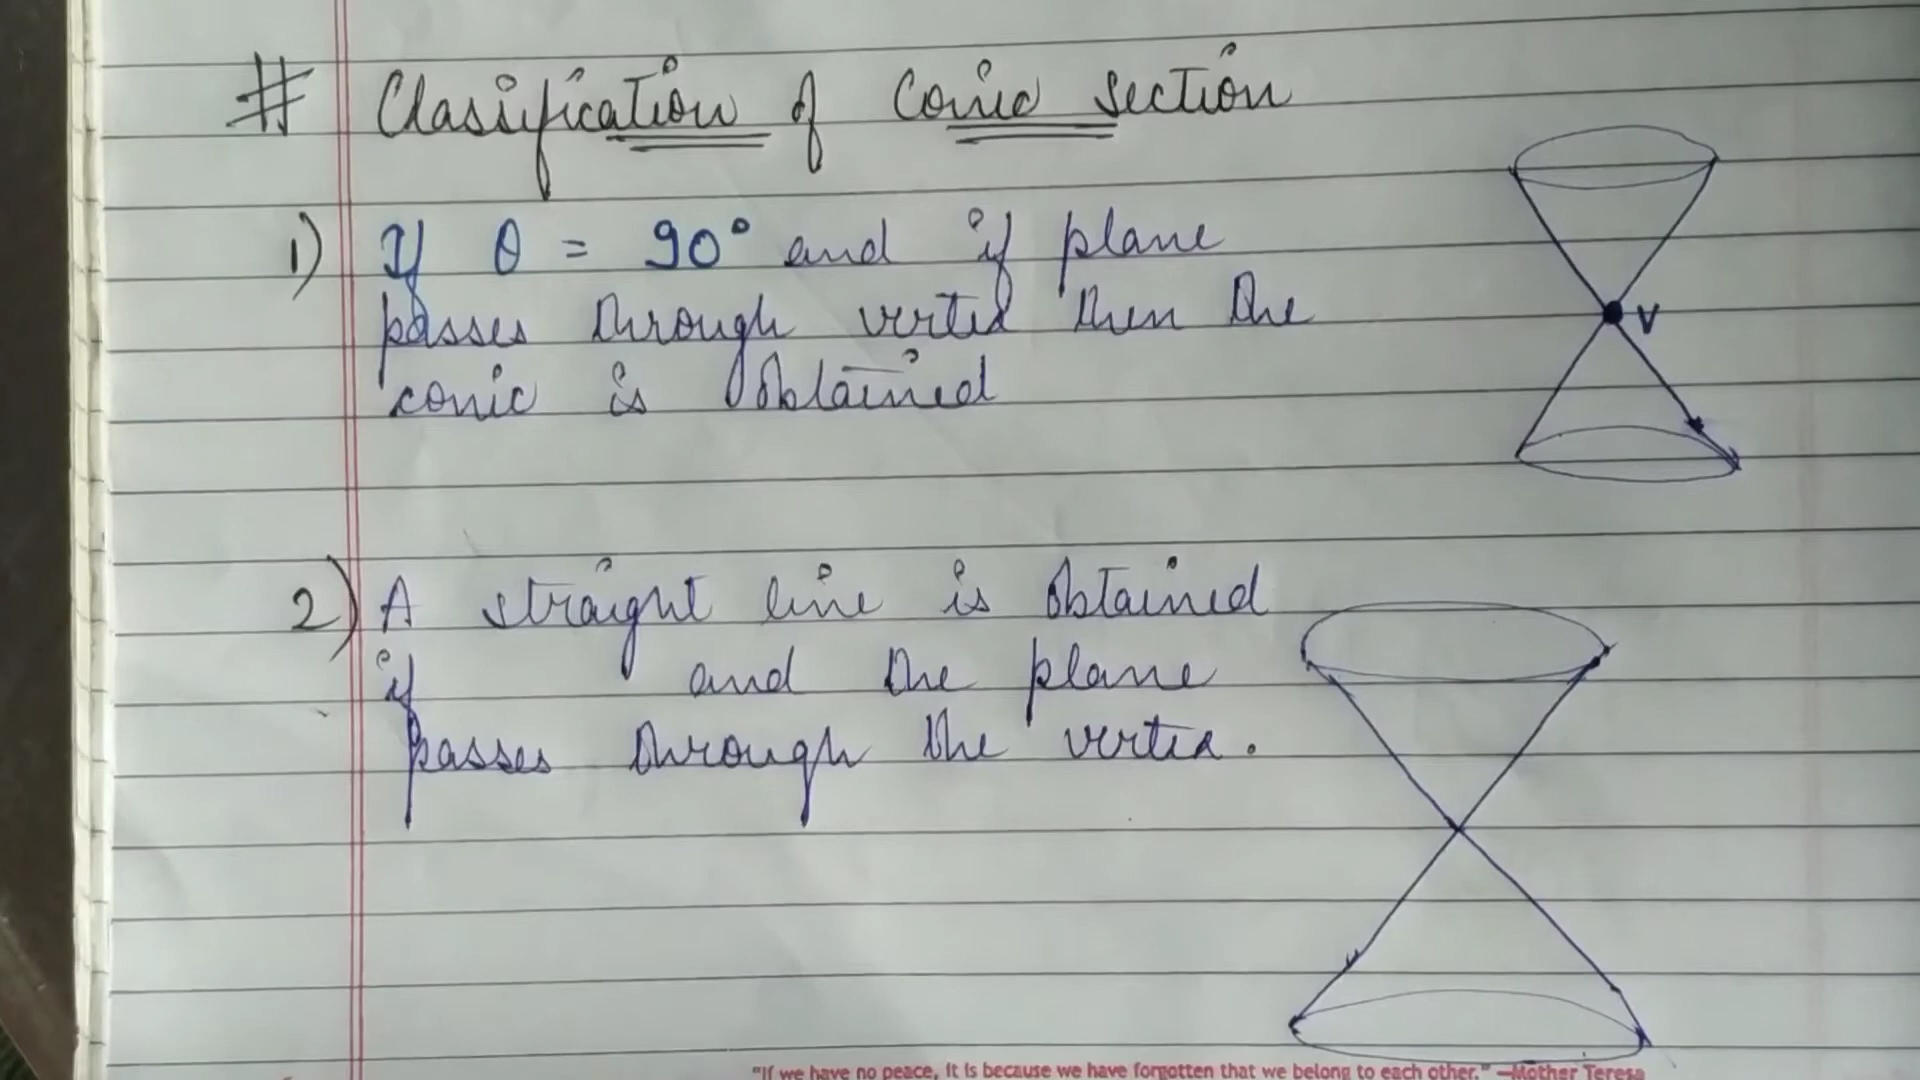 # Clasification of Conic section
1) If θ = 90° and if plane
passes through vertex then the
conic is obtained
V
2) A straight line is obtained
if and the plane
passes through the vertex.
"If we have no peace, it is because we have forgotten that we belong to each other." —Mother Teresa